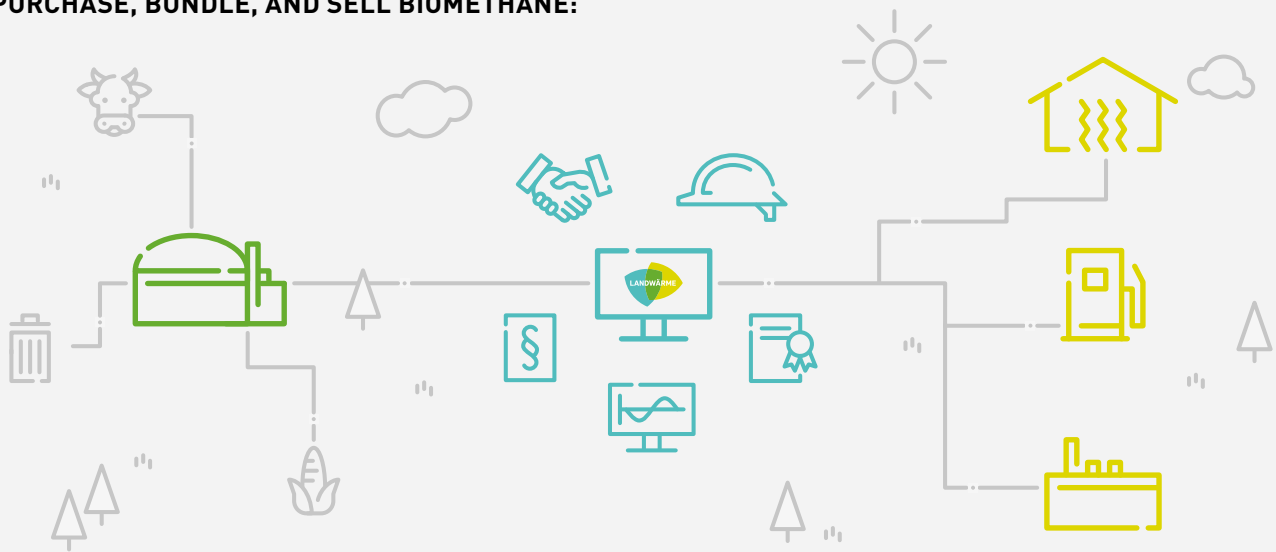 PURCHASE, BUNDLE, AND SELL BIOMETHANE:
LANDWÄRME
§